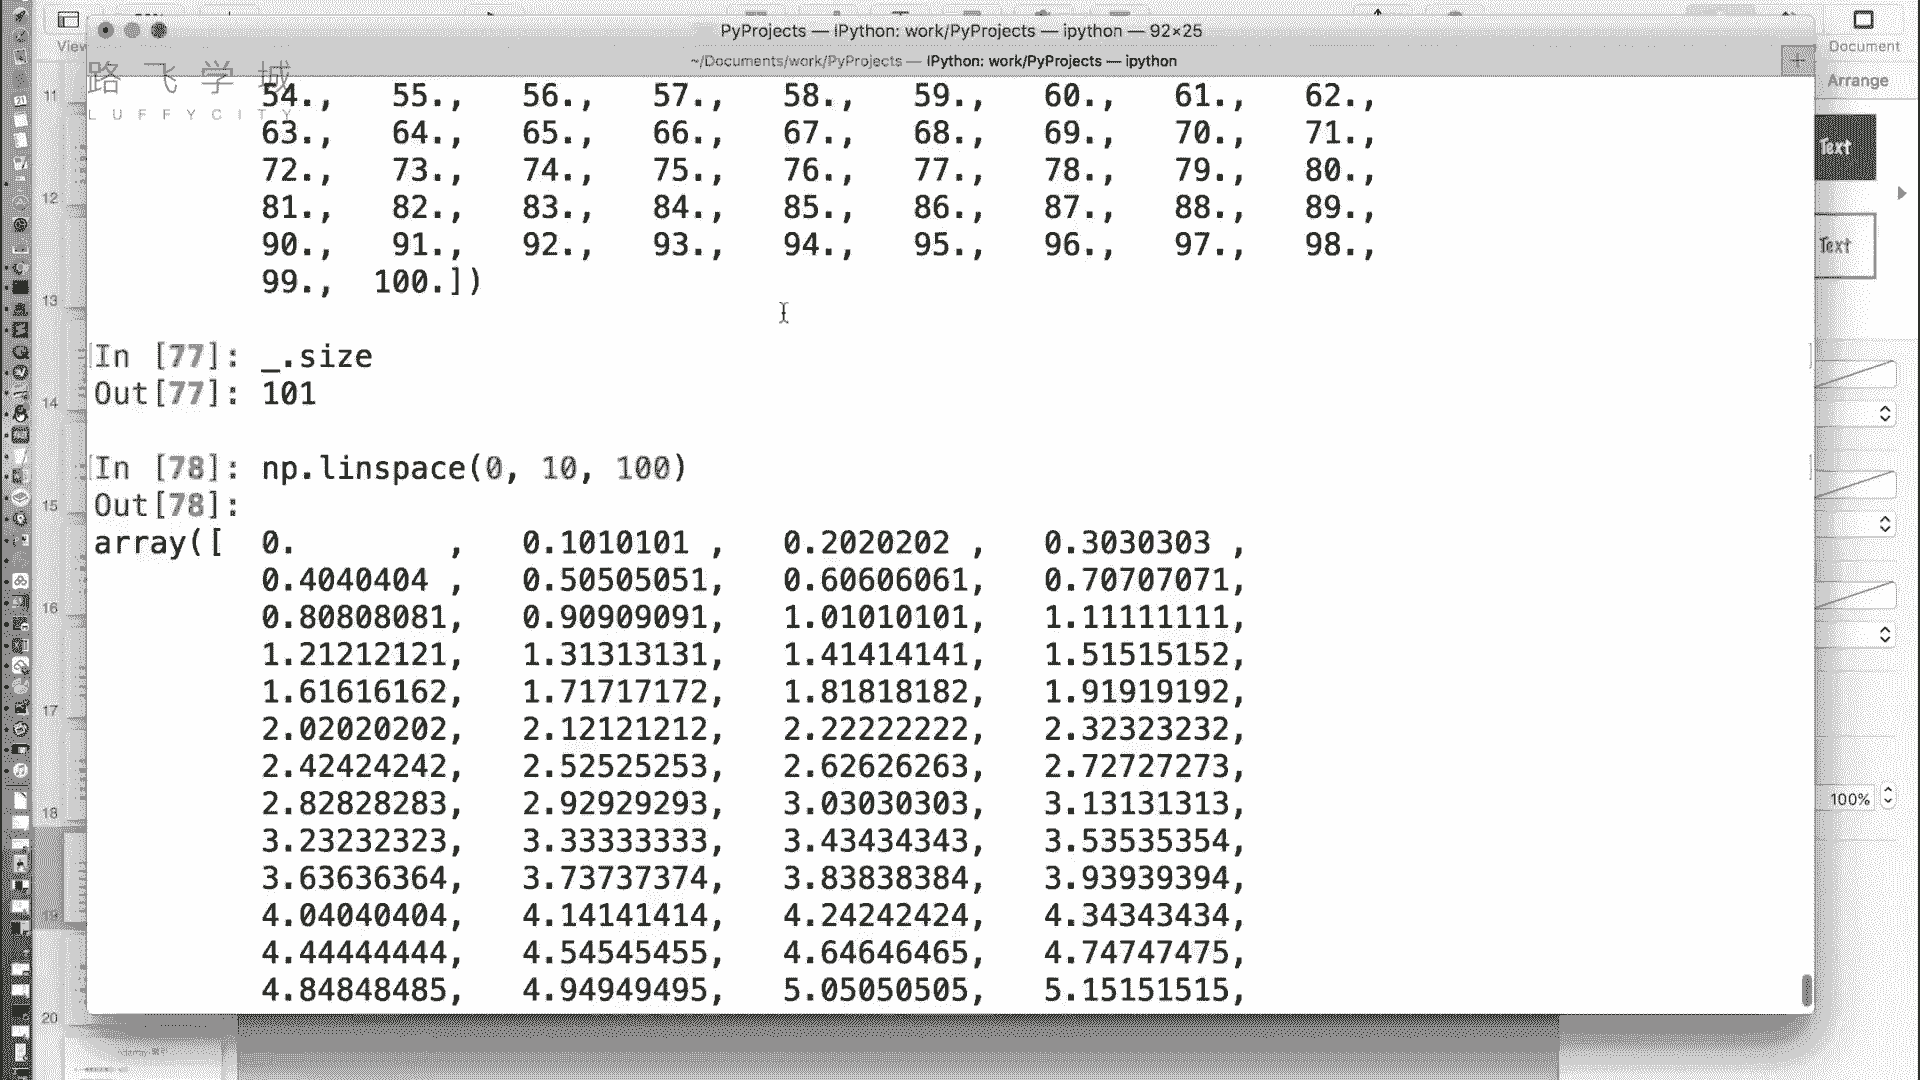 PyProjects — IPython: work/PyProjects — ipython — 92×25
~/Documents/work/PyProjects — IPython: work/PyProjects — ipython
View
Document
Arrange
路飞学城
LUFFYCITY
54., 55., 56., 57., 58., 59., 60., 61., 62.,
63., 64., 65., 66., 67., 68., 69., 70., 71.,
72., 73., 74., 75., 76., 77., 78., 79., 80.,
81., 82., 83., 84., 85., 86., 87., 88., 89.,
90., 91., 92., 93., 94., 95., 96., 97., 98.,
99., 100.])
In [77]: _.size
Out[77]: 101
In [78]: np.linspace(0, 10, 100)
Out[78]:
array([ 0. , 0.1010101 , 0.2020202 , 0.3030303 ,
0.4040404 , 0.50505051, 0.60606061, 0.70707071,
0.80808081, 0.90909091, 1.01010101, 1.11111111,
1.21212121, 1.31313131, 1.41414141, 1.51515152,
1.61616162, 1.71717172, 1.81818182, 1.91919192,
2.02020202, 2.12121212, 2.22222222, 2.32323232,
2.42424242, 2.52525253, 2.62626263, 2.72727273,
2.82828283, 2.92929293, 3.03030303, 3.13131313,
3.23232323, 3.33333333, 3.43434343, 3.53535354,
3.63636364, 3.73737374, 3.83838384, 3.93939394,
4.04040404, 4.14141414, 4.24242424, 4.34343434,
4.44444444, 4.54545455, 4.64646465, 4.74747475,
4.84848485, 4.94949495, 5.05050505, 5.15151515,
11
12
13
14
15
16
17
18
19
20
Text
Text
100%